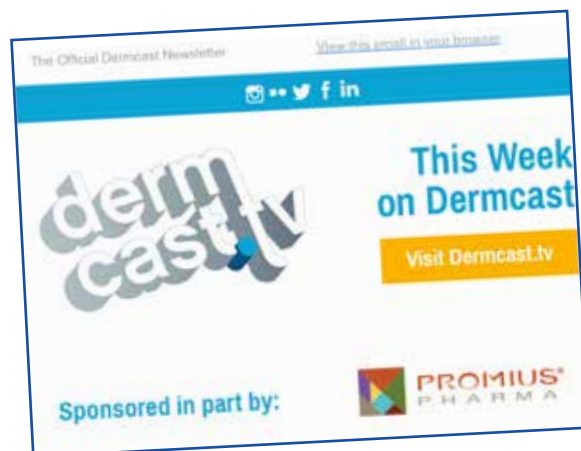 The Official Dermcast Newsletter
View this email in your browser
f in
derm
cast.tv
This Week
on Dermcast
Visit Dermcast.tv
Sponsored in part by:
PROMIUS®
PHARMA